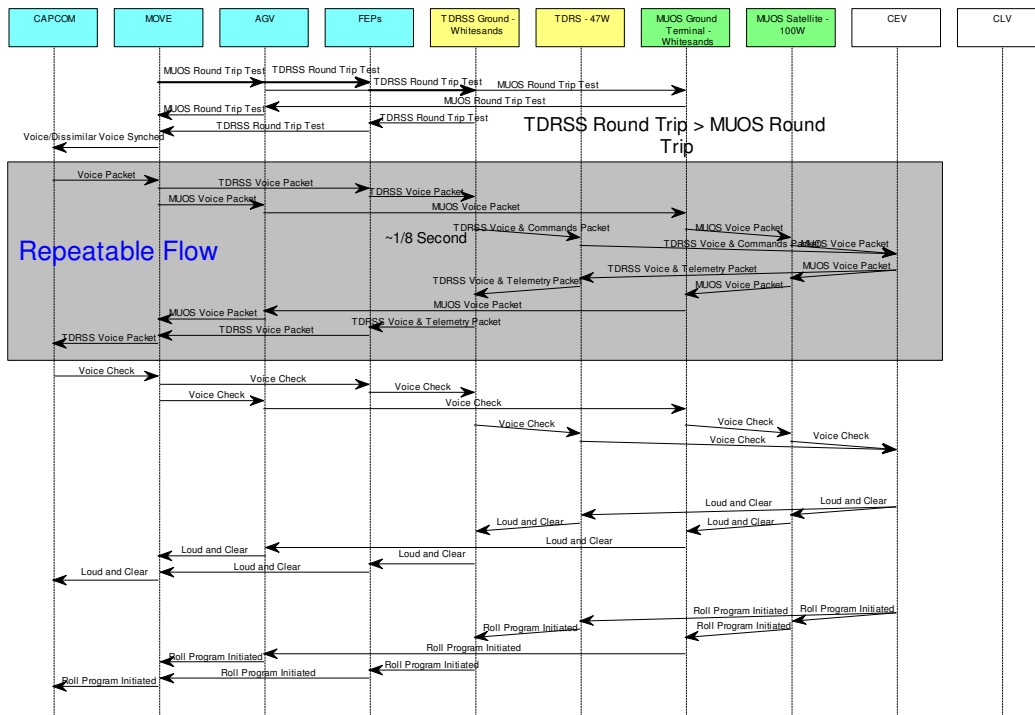 CAPCOM
MOVE
AGV
FEPs
TDRSS Ground -
Whitesands
TDRS - 47W
MUOS Ground
Terminal -
Whitesands
MUOS Satellite -
100W
CEV
CLV
MUOS Round Trip Test
TDRSS Round Trip Test
TDRSS Round Trip Test
MUOS Round Trip Test
MUOS Round Trip Test
MUOS Round Trip Test
TDRSS Round Trip Test
TDRSS Round Trip Test
Voice/Dissimilar Voice Synched
TDRSS Round Trip > MUOS Round
Trip
Voice Packet
TDRSS Voice Packet
TDRSS Voice Packet
MUOS Voice Packet
MUOS Voice Packet
Repeatable Flow
~1/8 Second
TDRSS Voice & Commands Packet
MUOS Voice Packet
TDRSS Voice & Commands Packet
MUOS Voice Packet
MUOS Voice Packet
TDRSS Voice & Telemetry Packet
TDRSS Voice & Telemetry Packet
MUOS Voice Packet
MUOS Voice Packet
MUOS Voice Packet
TDRSS Voice & Telemetry Packet
TDRSS Voice Packet
TDRSS Voice Packet
Voice Check
Voice Check
Voice Check
Voice Check
Voice Check
Voice Check
Voice Check
Voice Check
Voice Check
Loud and Clear
Loud and Clear
Loud and Clear
Loud and Clear
Loud and Clear
Loud and Clear
Loud and Clear
Loud and Clear
Loud and Clear
Roll Program Initiated
Roll Program Initiated
Roll Program Initiated
Roll Program Initiated
Roll Program Initiated
Roll Program Initiated
Roll Program Initiated
Roll Program Initiated
Roll Program Initiated